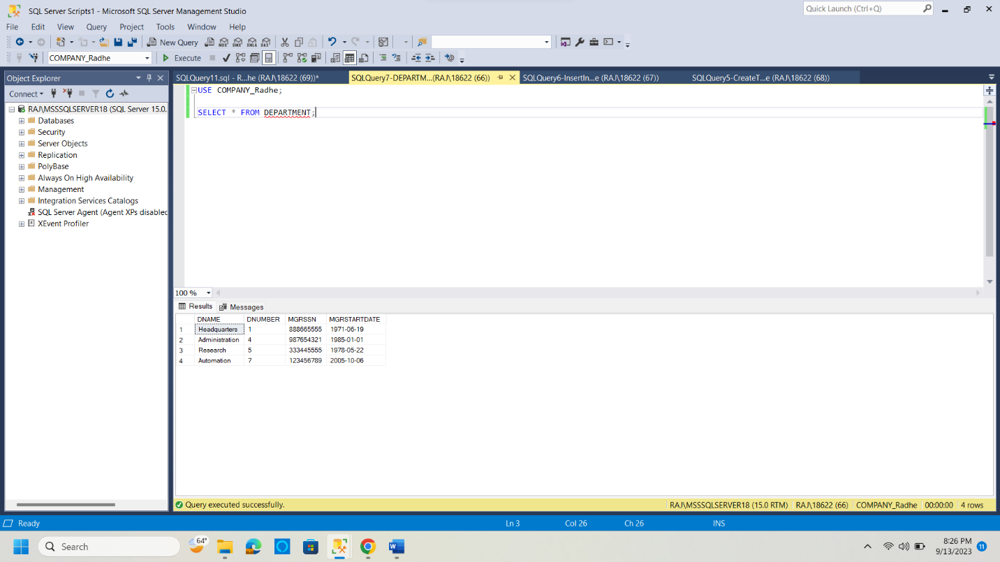 SQL Server Scripts1 - Microsoft SQL Server Management Studio
Quick Launch (Ctrl+Q)
File Edit View Query Project Tools Window Help
New Query MDX DMX XMLA DAX
COMPANY_Radhe Execute
Object Explorer
SQLQuery11.sql - R...he (RAJ\18622 (69))*
SQLQuery7-DEPARTM...(RAJ\18622 (66))
SQLQuery6-InsertIn...e (RAJ\18622 (67))
SQLQuery5-CreateT...e (RAJ\18622 (68))
Connect
RAJ\MSSSQLSERVER18 (SQL Server 15.0.
Databases
Security
Server Objects
Replication
PolyBase
Always On High Availability
Management
Integration Services Catalogs
SQL Server Agent (Agent XPs disabled
XEvent Profiler
USE COMPANY_Radhe;
SELECT * FROM DEPARTMENT;
100 %
Results Messages
DNAME DNUMBER MGRSSN MGRSTARTDATE
1 Headquarters 1 888665555 1971-06-19
2 Administration 4 987654321 1985-01-01
3 Research 5 333445555 1978-05-22
4 Automation 7 123456789 2005-10-06
Query executed successfully.
RAJ\MSSSQLSERVER18 (15.0 RTM) RAJ\18622 (66) COMPANY_Radhe 00:00:00 4 rows
Ready Ln 3 Col 26 Ch 26 INS
Search
64°
8:26 PM
9/13/2023
11